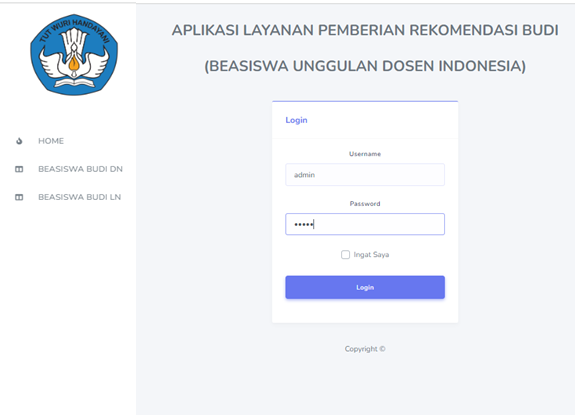 TUT WURI HANDAYANI
HOME
BEASISWA BUDI DN
BEASISWA BUDI LN
APLIKASI LAYANAN PEMBERIAN REKOMENDASI BUDI
(BEASISWA UNGGULAN DOSEN INDONESIA)
Login
Username
admin
Password
•••••
Ingat Saya
Login
Copyright ©